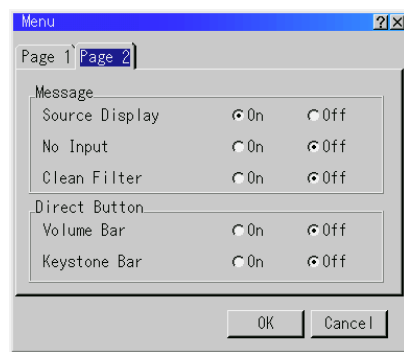 Menu ? ×
Page 1 Page 2
Message
Source Display On Off
No Input On Off
Clean Filter On Off
Direct Button
Volume Bar On Off
Keystone Bar On Off
OK Cancel